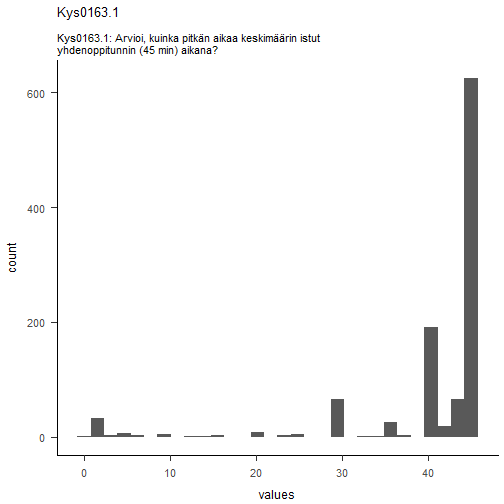 Kys0163.1
Kys0163.1: Arvioi, kuinka pitkän aikaa keskimäärin istut
yhdenoppitunnin (45 min) aikana?
600
400
200
0
count
0 10 20 30 40
values